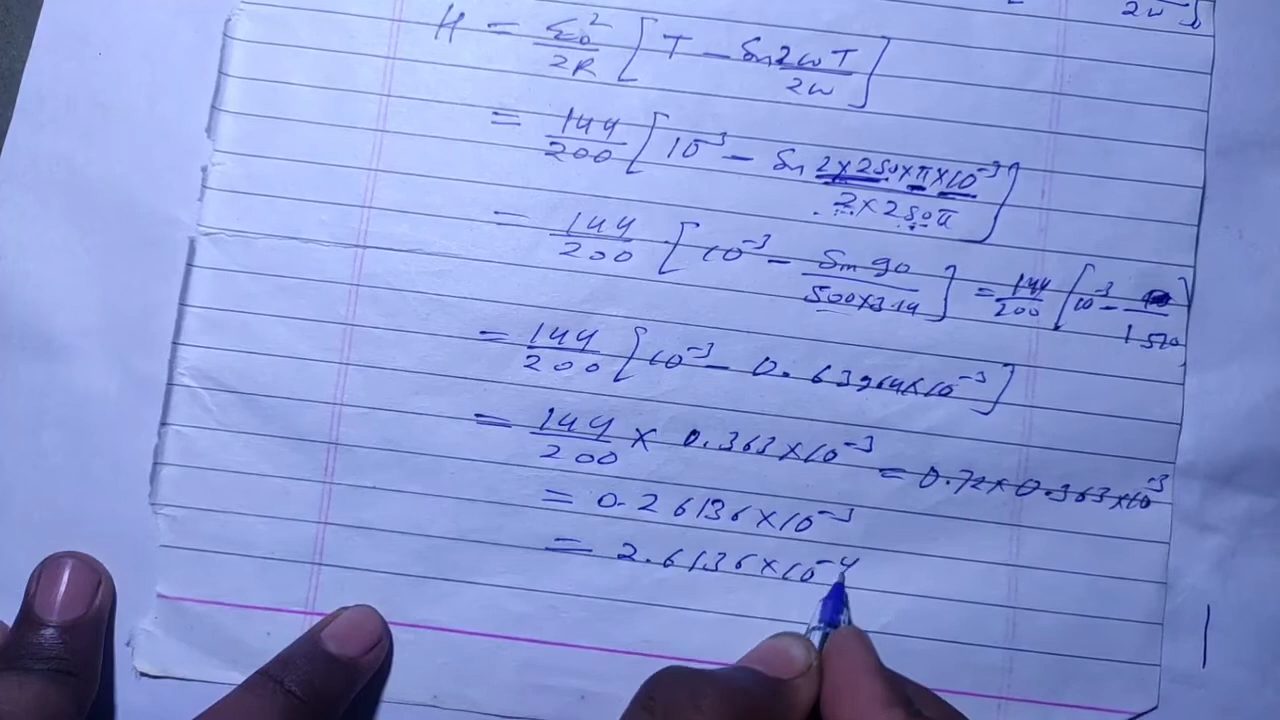 2w
H = ε₀²/2R [T - Sin2ωT/2ω]
= 144/200 [10⁻³ - Sin 2×250×π×10⁻³/2×250π]
= 144/200 [10⁻³ - Sin 90/500×3.14] = 144/200 [10⁻³ - /1570]
= 144/200 [10⁻³ - 0.63964×10⁻³]
= 144/200 × 0.363×10⁻³ = 0.72×0.363×10⁻³
= 0.26136×10⁻³
= 2.6136×10⁻⁴